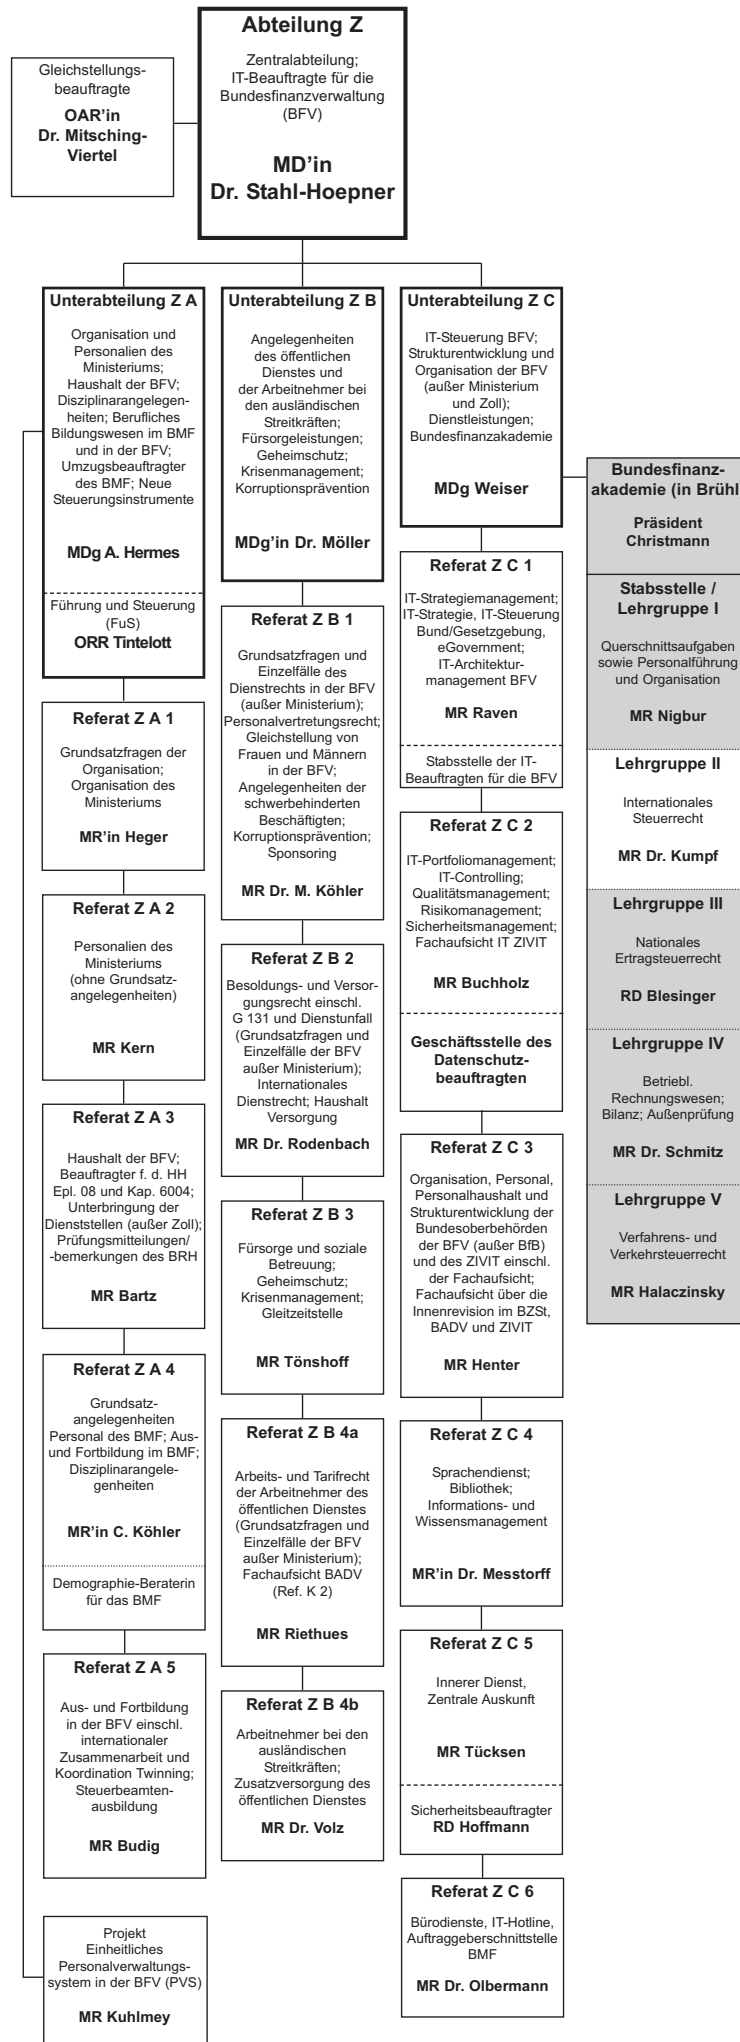 Abteilung Z
Zentralabteilung;
IT-Beauftragte für die
Bundesfinanzverwaltung
(BFV)
MD'in
Dr. Stahl-Hoepner
Gleichstellungs-
beauftragte
OAR'in
Dr. Mitsching-
Viertel
Unterabteilung Z A
Organisation und
Personalien des
Ministeriums;
Haushalt der BFV;
Disziplinarangelegen-
heiten; Berufliches
Bildungswesen im BMF
und in der BFV;
Umzugsbeauftragter
des BMF; Neue
Steuerungsinstrumente
MDg A. Hermes
Führung und Steuerung
(FuS)
ORR Tintelott
Referat Z A 1
Grundsatzfragen der
Organisation;
Organisation des
Ministeriums
MR'in Heger
Referat Z A 2
Personalien des
Ministeriums
(ohne Grundsatz-
angelegenheiten)
MR Kern
Referat Z A 3
Haushalt der BFV;
Beauftragter f. d. HH
Epl. 08 und Kap. 6004;
Unterbringung der
Dienststellen (außer Zoll);
Prüfungsmitteilungen/
-bemerkungen des BRH
MR Bartz
Referat Z A 4
Grundsatz-
angelegenheiten
Personal des BMF; Aus-
und Fortbildung im BMF;
Disziplinarangele-
genheiten
MR'in C. Köhler
Demographie-Beraterin
für das BMF
Referat Z A 5
Aus- und Fortbildung
in der BFV einschl.
internationaler
Zusammenarbeit und
Koordination Twinning;
Steuerbeamten-
ausbildung
MR Budig
Projekt
Einheitliches
Personalverwaltungs-
system in der BFV (PVS)
MR Kuhlmey
Unterabteilung Z B
Angelegenheiten
des öffentlichen
Dienstes und
der Arbeitnehmer bei
den ausländischen
Streitkräften;
Fürsorgeleistungen;
Geheimschutz;
Krisenmanagement;
Korruptionsprävention
MDg'in Dr. Möller
Referat Z B 1
Grundsatzfragen und
Einzelfälle des
Dienstrechts in der BFV
(außer Ministerium);
Personalvertretungsrecht;
Gleichstellung von
Frauen und Männern
in der BFV;
Angelegenheiten der
schwerbehinderten
Beschäftigten;
Korruptionsprävention;
Sponsoring
MR Dr. M. Köhler
Referat Z B 2
Besoldungs- und Versor-
gungsrecht einschl.
G 131 und Dienstunfall
(Grundsatzfragen und
Einzelfälle der BFV
außer Ministerium);
Internationales
Dienstrecht; Haushalt
Versorgung
MR Dr. Rodenbach
Referat Z B 3
Fürsorge und soziale
Betreuung;
Geheimschutz;
Krisenmanagement;
Gleitzeitstelle
MR Tönshoff
Referat Z B 4a
Arbeits- und Tarifrecht
der Arbeitnehmer des
öffentlichen Dienstes
(Grundsatzfragen und
Einzelfälle der BFV
außer Ministerium);
Fachaufsicht BADV
(Ref. K 2)
MR Riethues
Referat Z B 4b
Arbeitnehmer bei den
ausländischen
Streitkräften;
Zusatzversorgung des
öffentlichen Dienstes
MR Dr. Volz
Unterabteilung Z C
IT-Steuerung BFV;
Strukturentwicklung und
Organisation der BFV
(außer Ministerium
und Zoll);
Dienstleistungen;
Bundesfinanzakademie
MDg Weiser
Referat Z C 1
IT-Strategiemanagement;
IT-Strategie, IT-Steuerung
Bund/Gesetzgebung,
eGovernment;
IT-Architektur-
management BFV
MR Raven
Stabsstelle der IT-
Beauftragten für die BFV
Referat Z C 2
IT-Portfoliomanagement;
IT-Controlling;
Qualitätsmanagement;
Risikomanagement;
Sicherheitsmanagement;
Fachaufsicht IT ZIVIT
MR Buchholz
Geschäftsstelle des
Datenschutz-
beauftragten
Referat Z C 3
Organisation, Personal,
Personalhaushalt und
Strukturentwicklung der
Bundesoberbehörden
der BFV (außer BfB)
und des ZIVIT einschl.
der Fachaufsicht;
Fachaufsicht über die
Innenrevision im BZSt,
BADV und ZIVIT
MR Henter
Referat Z C 4
Sprachendienst;
Bibliothek;
Informations- und
Wissensmanagement
MR'in Dr. Messtorff
Referat Z C 5
Innerer Dienst,
Zentrale Auskunft
MR Tücksen
Sicherheitsbeauftragter
RD Hoffmann
Referat Z C 6
Bürodienste, IT-Hotline,
Auftraggeberschnittstelle
BMF
MR Dr. Olbermann
Bundesfinanz-
akademie (in Brühl
Präsident
Christmann
Stabsstelle /
Lehrgruppe I
Querschnittsaufgaben
sowie Personalführung
und Organisation
MR Nigbur
Lehrgruppe II
Internationales
Steuerrecht
MR Dr. Kumpf
Lehrgruppe III
Nationales
Ertragsteuerrecht
RD Blesinger
Lehrgruppe IV
Betriebl.
Rechnungswesen;
Bilanz; Außenprüfung
MR Dr. Schmitz
Lehrgruppe V
Verfahrens- und
Verkehrsteuerrecht
MR Halaczinsky